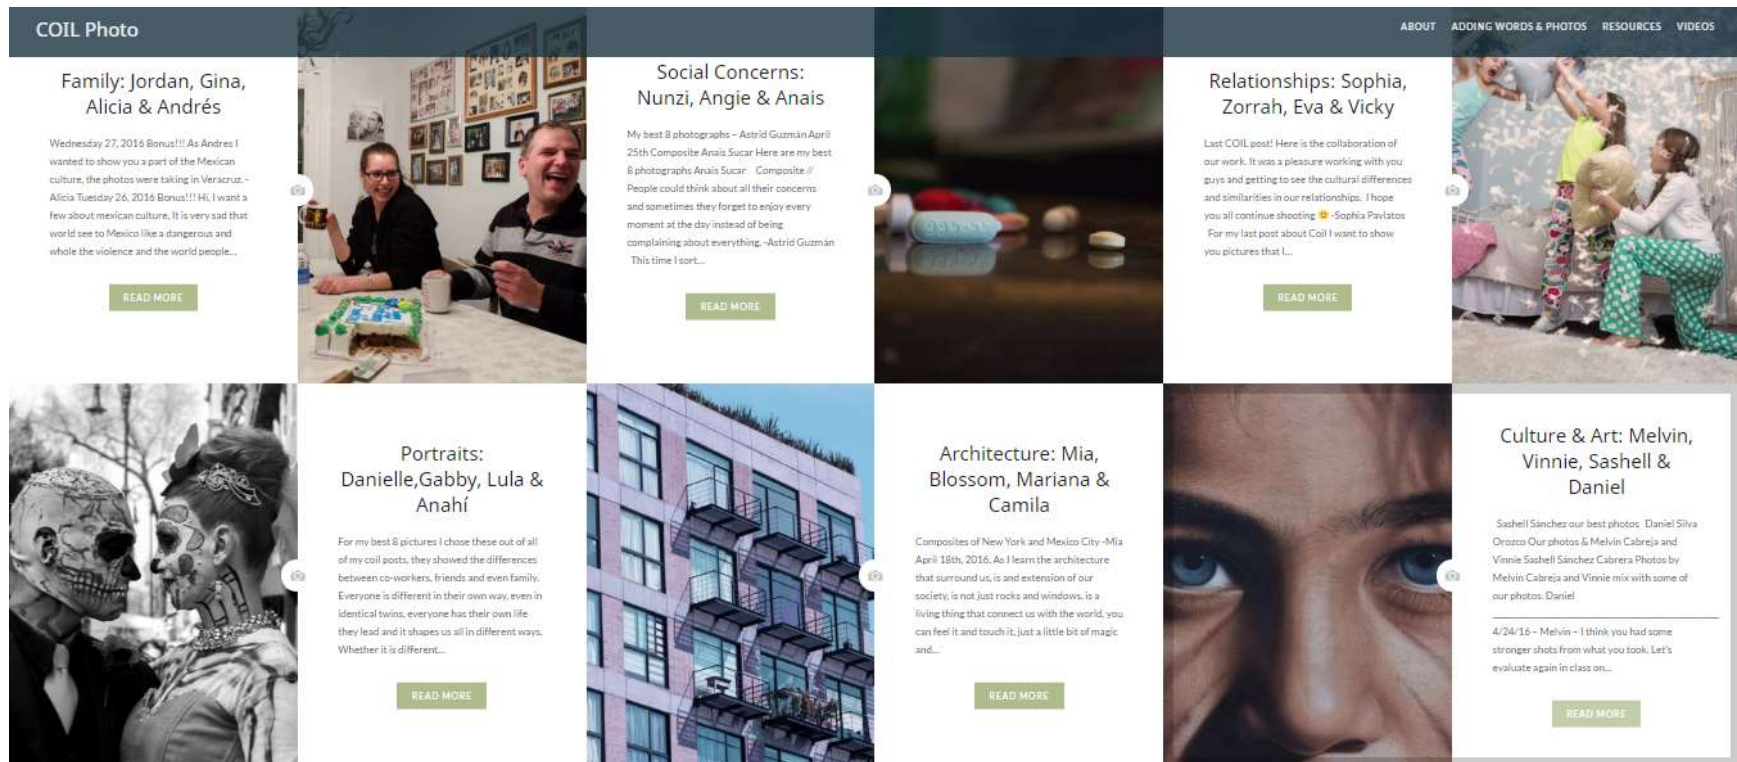 COIL Photo
ABOUT ADDING WORDS & PHOTOS RESOURCES VIDEOS
Family: Jordan, Gina,
Alicia & Andrés
Wednesday 27, 2016 Bonus!!! As Andres I
wanted to show you a part of the Mexican
culture, the photos were taking in Veracruz. -
Alicia Tuesday 26, 2016 Bonus!!! Hi, I want a
few about mexican culture, It is very sad that
world see to Mexico like a dangerous and
whole the violence and the world people...
READ MORE
Social Concerns:
Nunzi, Angie & Anais
My best 8 photographs – Astrid Guzmán April
25th Composite Anais Sucar Here are my best
8 photographs Anais Sucar Composite //
People could think about all their concerns
and sometimes they forget to enjoy every
moment at the day instead of being
complaining about everything. -Astrid Guzmán
This time I sort...
READ MORE
Relationships: Sophia,
Zorrah, Eva & Vicky
Last COIL post! Here is the collaboration of
our work. It was a pleasure working with you
guys and getting to see the cultural differences
and similarities in our relationships. I hope
you all continue shooting 🙂 -Sophia Pavlatos
For my last post about Coil I want to show
you pictures that I...
READ MORE
Portraits:
Danielle,Gabby, Lula &
Anahí
For my best 8 pictures I chose these out of all
of my coil posts, they showed the differences
between co-workers, friends and even family.
Everyone is different in their own way, even in
identical twins, everyone has their own life
they lead and it shapes us all in different ways.
Whether it is different...
READ MORE
Architecture: Mia,
Blossom, Mariana &
Camila
Composites of New York and Mexico City -Mia
April 18th, 2016. As I learn the architecture
that surround us, is and extension of our
society, is not just rocks and windows, is a
living thing that connect us with the world, you
can feel it and touch it, just a little bit of magic
and...
READ MORE
Culture & Art: Melvin,
Vinnie, Sashell &
Daniel
Sashell Sánchez our best photos Daniel Silva
Orozco Our photos & Melvin Cabreja and
Vinnie Sashell Sánchez Cabrera Photos by
Melvin Cabreja and Vinnie mix with some of
our photos. Daniel
4/24/16 – Melvin – I think you had some
stronger shots from what you took. Let's
evaluate again in class on...
READ MORE